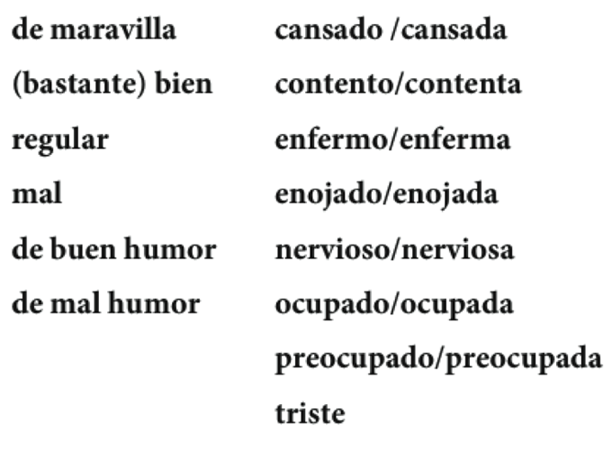 de maravilla cansado /cansada
(bastante) bien contento/contenta
regular enfermo/enferma
mal enojado/enojada
de buen humor nervioso/nerviosa
de mal humor ocupado/ocupada
preocupado/preocupada
triste